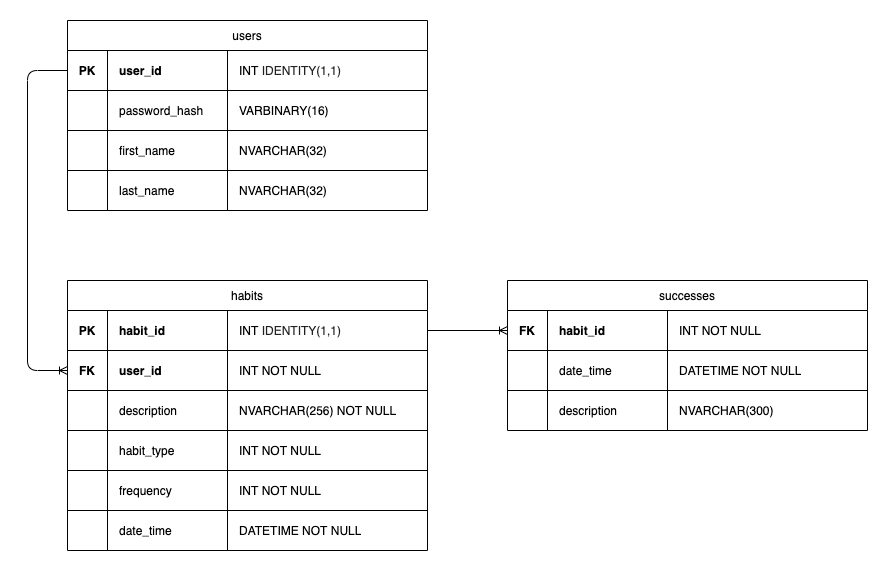 users
PK user_id INT IDENTITY(1,1)
password_hash VARBINARY(16)
first_name NVARCHAR(32)
last_name NVARCHAR(32)
habits
PK habit_id INT IDENTITY(1,1)
FK user_id INT NOT NULL
description NVARCHAR(256) NOT NULL
habit_type INT NOT NULL
frequency INT NOT NULL
date_time DATETIME NOT NULL
successes
FK habit_id INT NOT NULL
date_time DATETIME NOT NULL
description NVARCHAR(300)